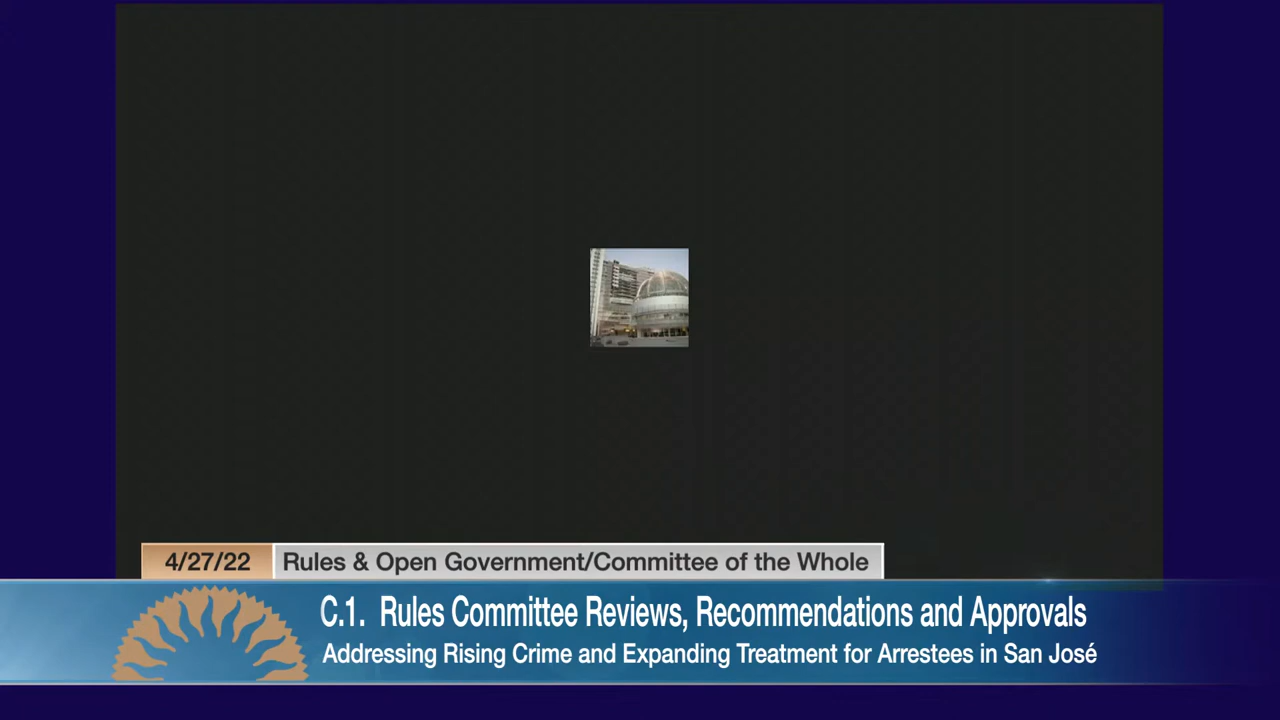 4/27/22 Rules & Open Government/Committee of the Whole
C.1. Rules Committee Reviews, Recommendations and Approvals
Addressing Rising Crime and Expanding Treatment for Arrestees in San José